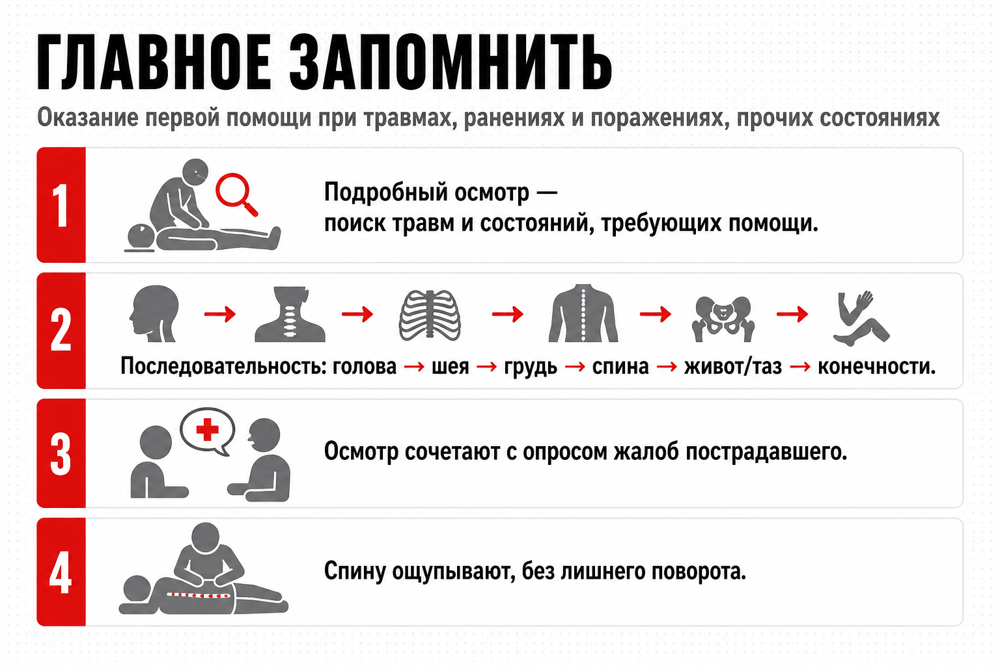 ГЛАВНОЕ ЗАПОМНИТЬ
Оказание первой помощи при травмах, ранениях и поражениях, прочих состояниях
1
Подробный осмотр —
поиск травм и состояний, требующих помощи.
2
Последовательность: голова → шея → грудь → спина → живот/таз → конечности.
3
Осмотр сочетают с опросом жалоб пострадавшего.
4
Спину ощупывают, без лишнего поворота.